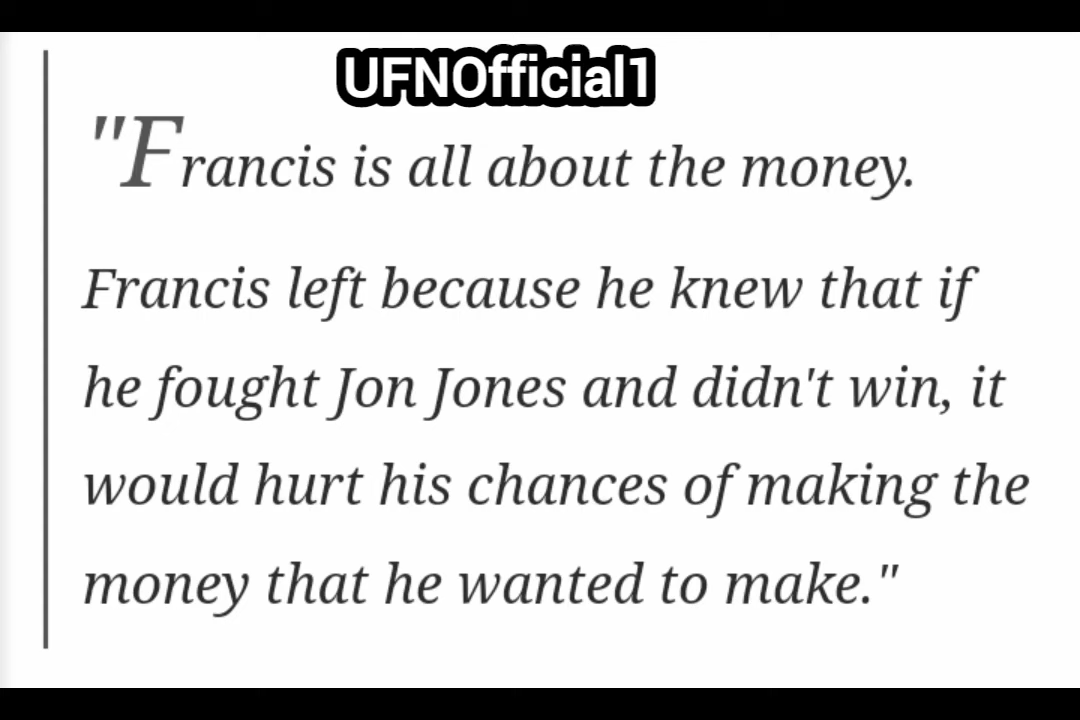 UFNOfficial1
"Francis is all about the money.
Francis left because he knew that if
he fought Jon Jones and didn't win, it
would hurt his chances of making the
money that he wanted to make."